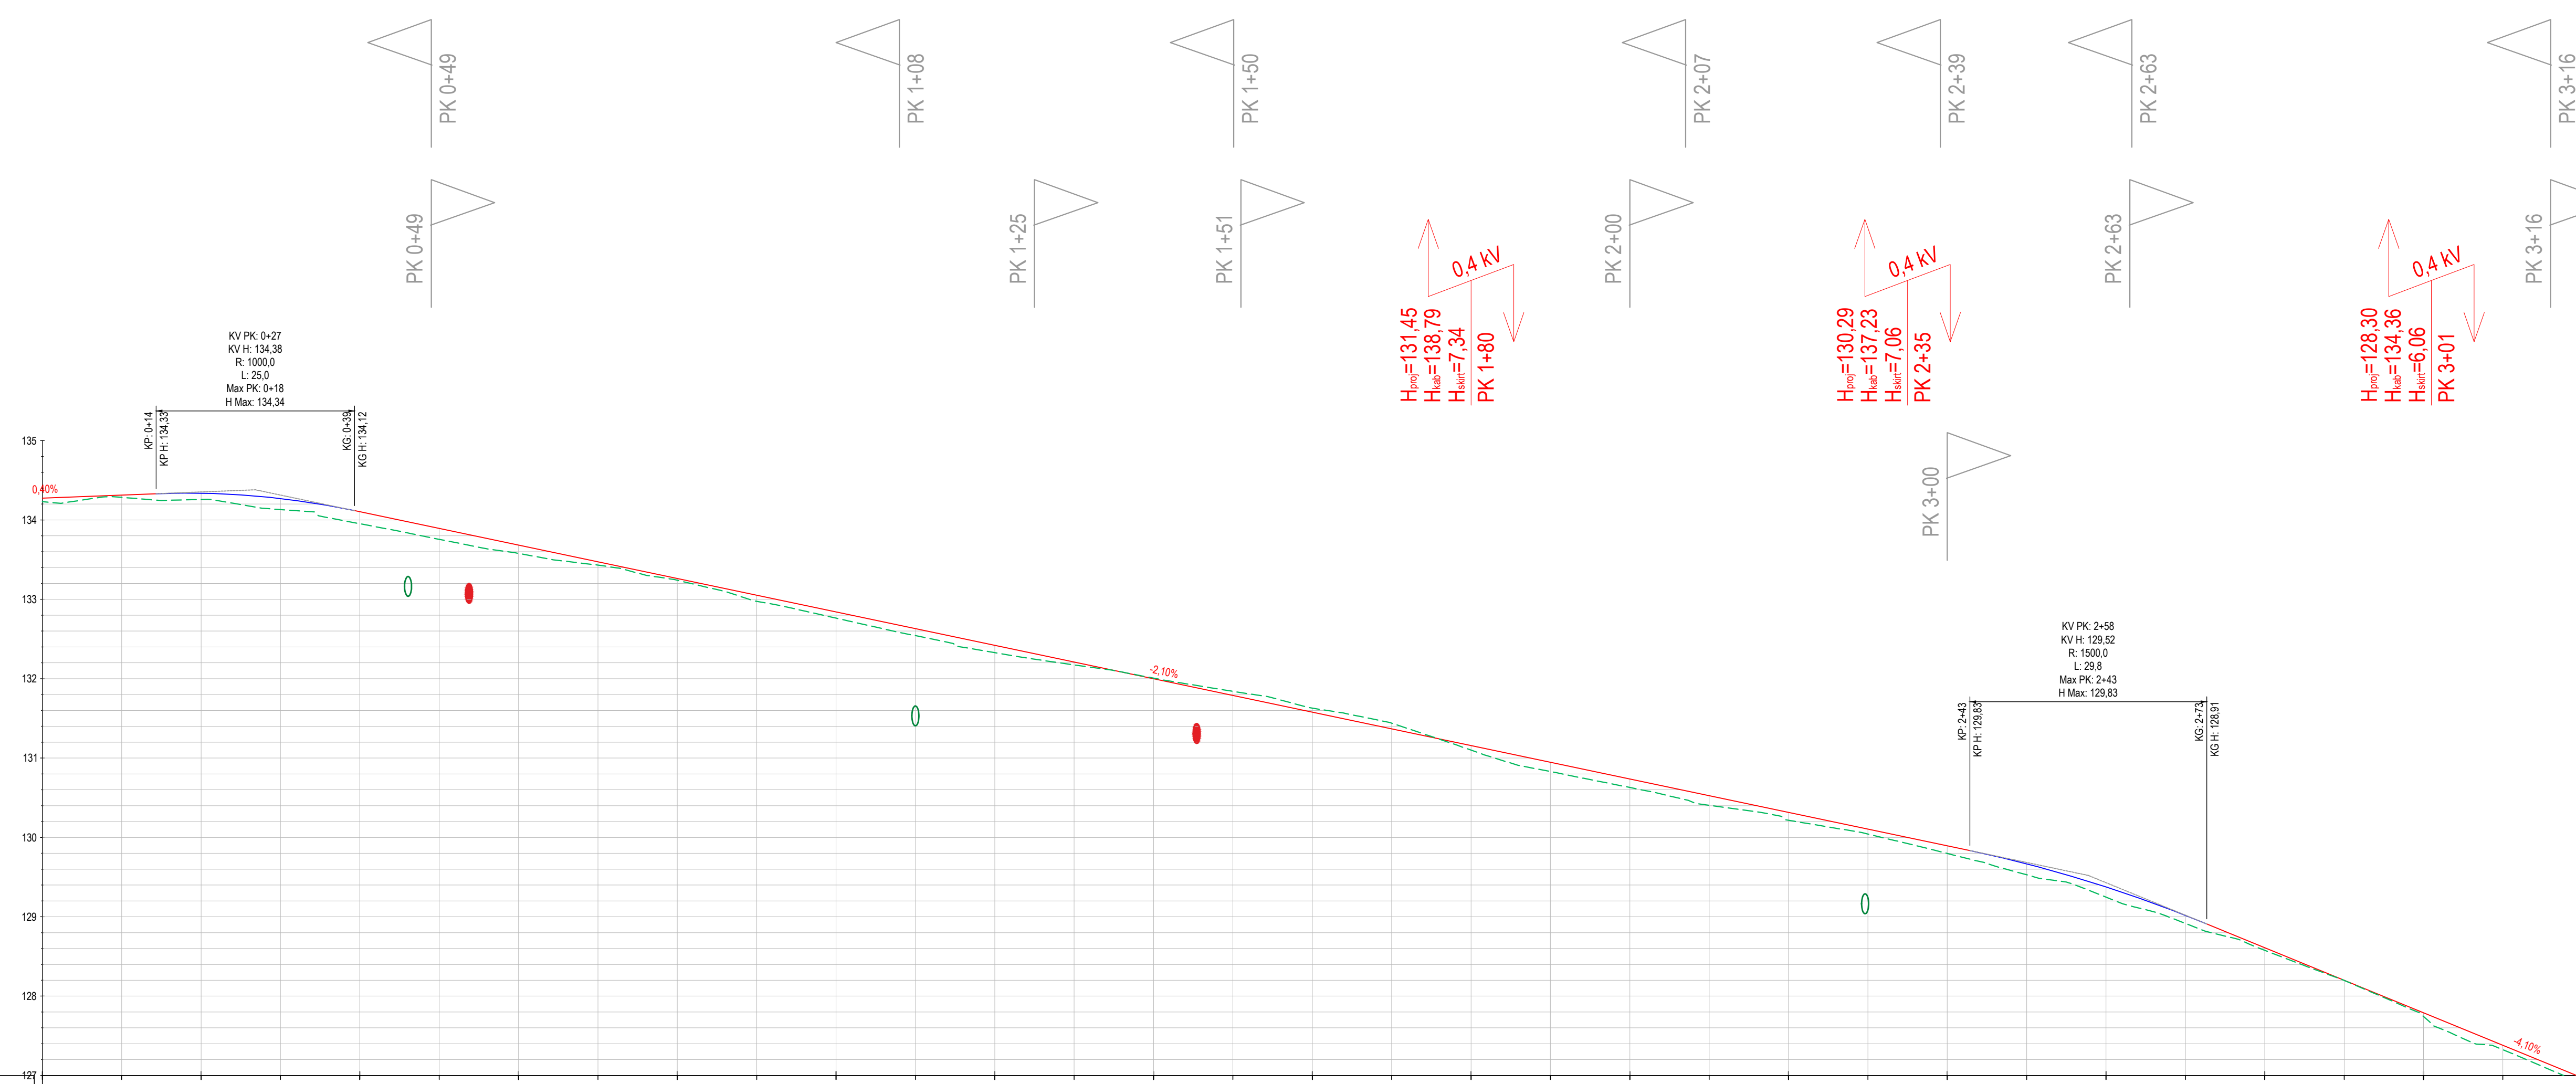 PK 0+49
PK 1+08
PK 1+50
PK 2+07
PK 2+39
PK 2+63
PK 3+16
PK 0+49
PK 1+25
PK 1+51
PK 2+00
PK 2+63
PK 3+16
0,4 kV
Hproj=131,45
Hkab=138,79
Hskirt=7,34
PK 1+80
0,4 kV
Hproj=130,29
Hkab=137,23
Hskirt=7,06
PK 2+35
0,4 kV
Hproj=128,30
Hkab=134,36
Hskirt=6,06
PK 3+01
KV PK: 0+27
KV H: 134,38
R: 1000,0
L: 25,0
Max PK: 0+18
H Max: 134,34
KP: 0+14
KP H: 134,33
KG: 0+39
KG H: 134,12
PK 3+00
135
0,40%
134
133
KV PK: 2+58
KV H: 129,52
R: 1500,0
L: 29,8
Max PK: 2+43
H Max: 129,83
KP: 2+43
KP H: 129,83
KG: 2+73
KG H: 128,91
132
-2,10%
131
130
129
128
-4,10%
127